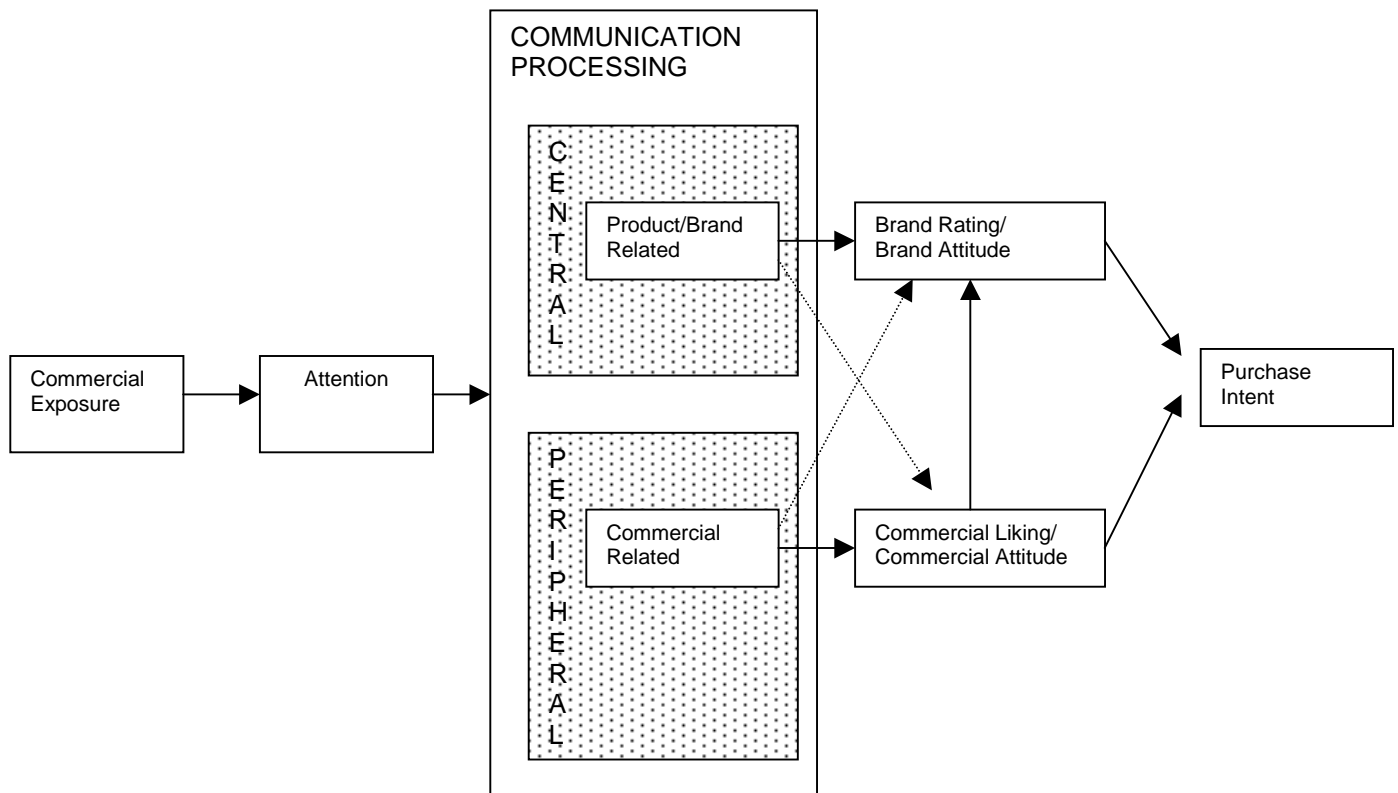 COMMUNICATION
PROCESSING
CENTRAL
Product/Brand
Related
Brand Rating/
Brand Attitude
Commercial
Exposure
Attention
Purchase
Intent
PERIPHERAL
Commercial
Related
Commercial Liking/
Commercial Attitude